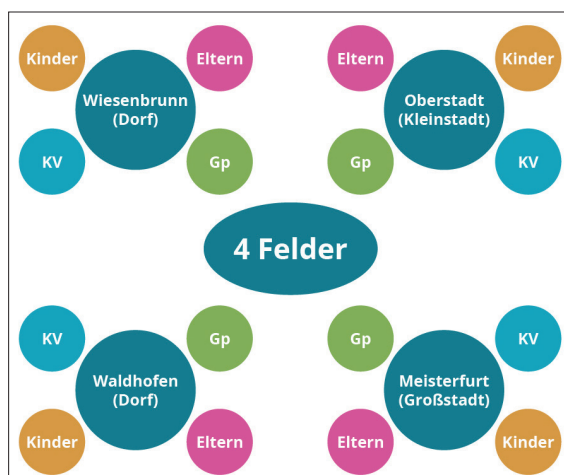 Kinder
Eltern
Wiesenbrunn
(Dorf)
KV
Gp
Eltern
Kinder
Oberstadt
(Kleinstadt)
Gp
KV
4 Felder
KV
Gp
Waldhofen
(Dorf)
Kinder
Eltern
Gp
KV
Meisterfurt
(Großstadt)
Eltern
Kinder